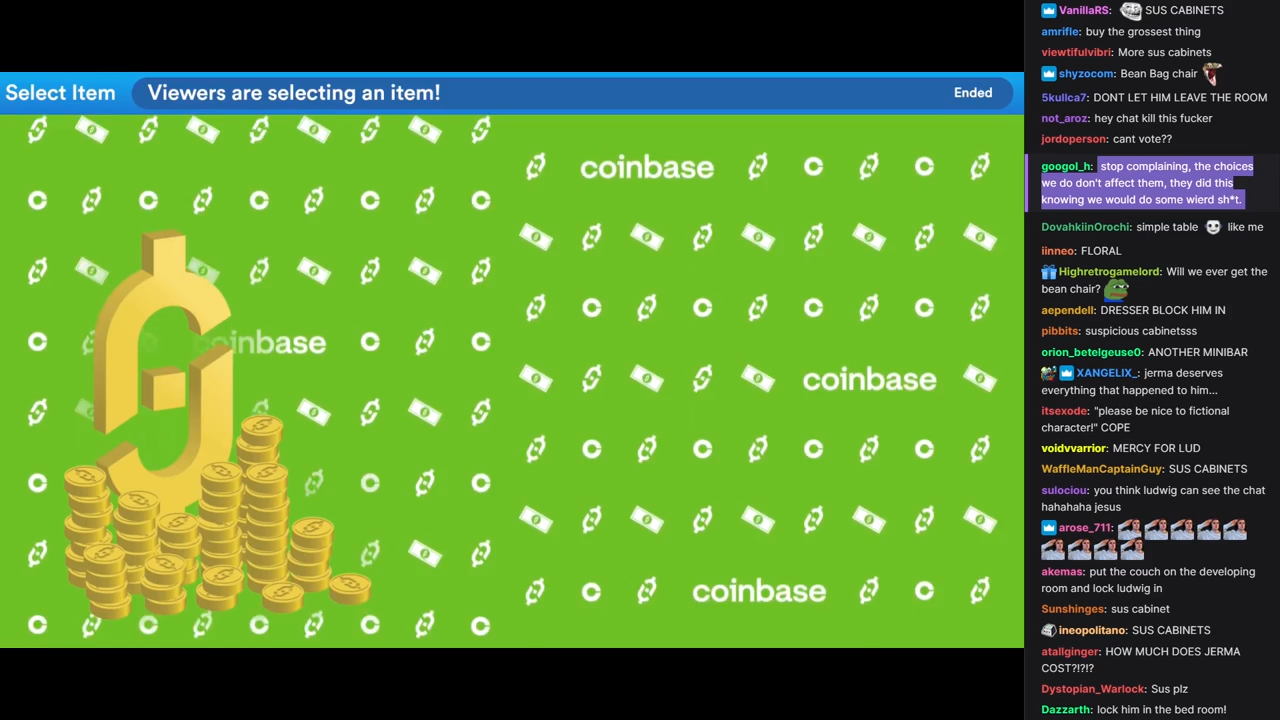 Select Item
Viewers are selecting an item!
Ended
coinbase
coinbase
coinbase
coinbase
VanillaRS: SUS CABINETS
amrifle: buy the grossest thing
viewtifulvibri: More sus cabinets
shyzocom: Bean Bag chair
5kullca7: DONT LET HIM LEAVE THE ROOM
not_aroz: hey chat kill this fucker
jordoperson: cant vote??
googol_h: stop complaining, the choices
we do don't affect them, they did this
knowing we would do some wierd sh*t.
DovahkiinOrochi: simple table like me
iinneo: FLORAL
Highretrogamelord: Will we ever get the
bean chair?
aependell: DRESSER BLOCK HIM IN
pibbits: suspicious cabinetsss
orion_betelgeuse0: ANOTHER MINIBAR
XANGELIX_: jerma deserves
everything that happened to him...
itsexode: "please be nice to fictional
character!" COPE
voidvvarrior: MERCY FOR LUD
WaffleManCaptainGuy: SUS CABINETS
sulociou: you think ludwig can see the chat
hahahaha jesus
arose_711:
akemas: put the couch on the developing
room and lock ludwig in
Sunshinges: sus cabinet
ineopolitano: SUS CABINETS
atallginger: HOW MUCH DOES JERMA
COST?!?!?
Dystopian_Warlock: Sus plz
Dazzarth: lock him in the bed room!